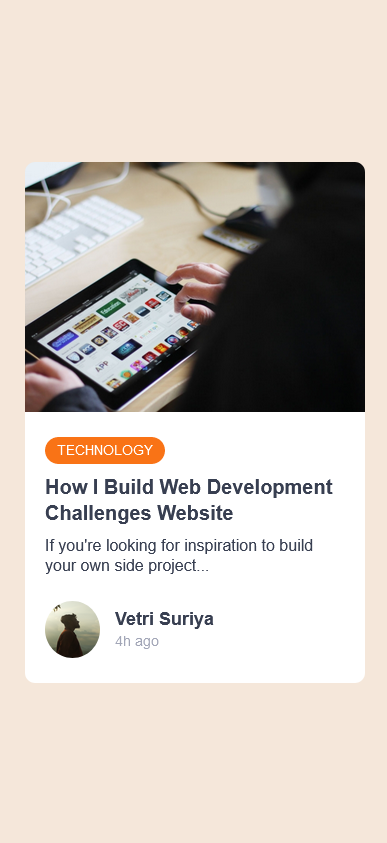 TECHNOLOGY
How I Build Web Development
Challenges Website
If you're looking for inspiration to build
your own side project...
Vetri Suriya
4h ago